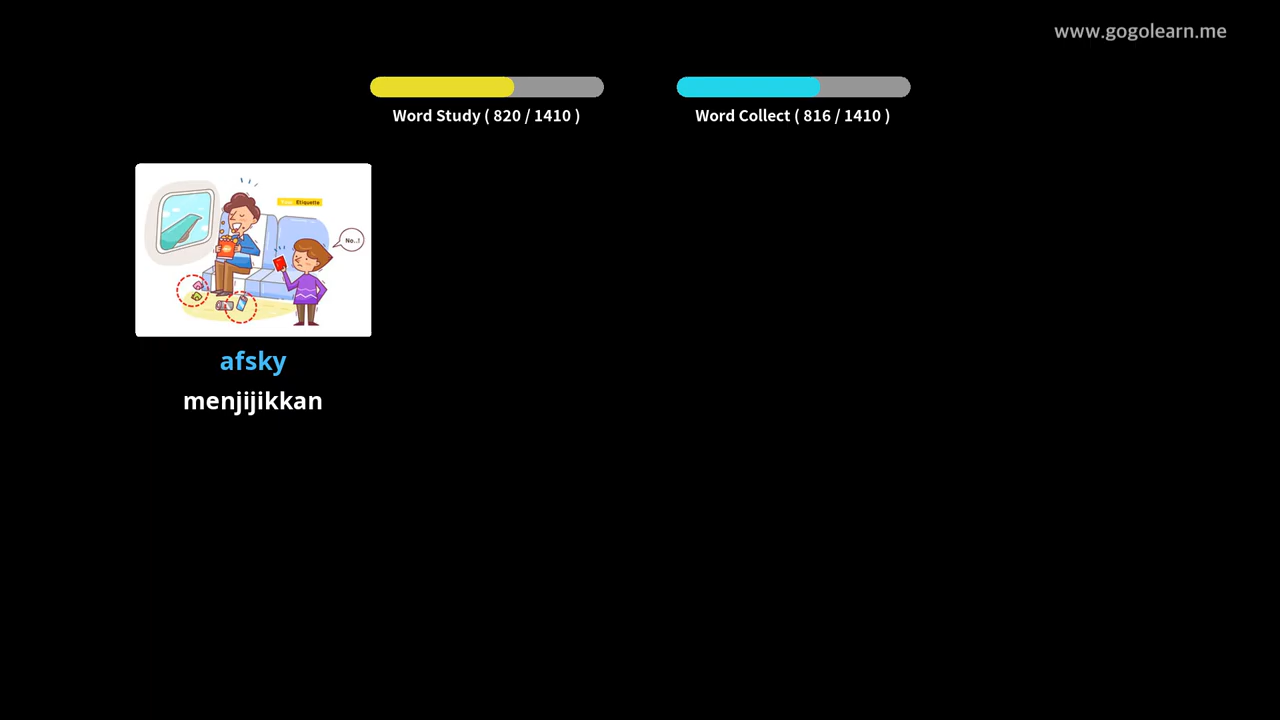 www.gogolearn.me
Word Study ( 820 / 1410 )
Word Collect ( 816 / 1410 )
Etiquette
No..!
afsky
menjijikkan